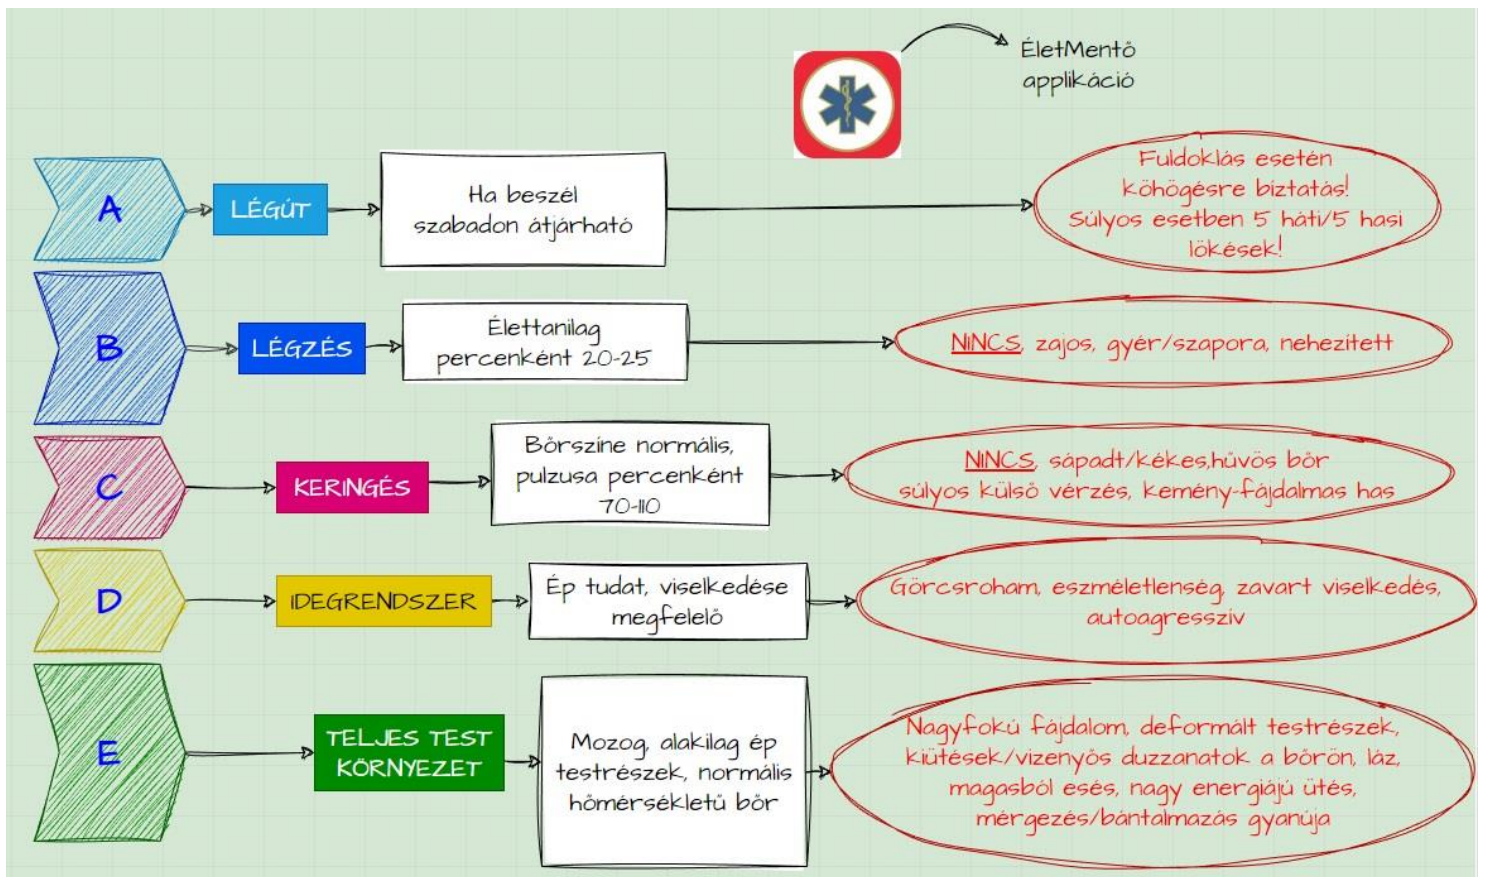 ÉletMentő
applikáció
A
LÉGÚT
Ha beszél
szabadon átjárható
Fuldoklás esetén
köhögésre biztatás!
Súlyos esetben 5 háti/5 hasi
lökések!
B
LÉGZÉS
Élettanilag
percenként 20-25
NINCS, zajos, gyér/szapora, nehezített
C
KERINGÉS
Bőrszíne normális,
pulzusa percenként
70-110
NINCS, sápadt/kékes,hűvös bőr
súlyos külső vérzés, kemény-fájdalmas has
D
IDEGRENDSZER
Ép tudat, viselkedése
megfelelő
Görcsroham, eszméletlenség, zavart viselkedés,
autoagresszív
E
TELJES TEST
KÖRNYEZET
Mozog, alakilag ép
testrészek, normális
hőmérsékletű bőr
Nagyfokú fájdalom, deformált testrészek,
kiütések/vizenyős duzzanatok a bőrön, láz,
magasból esés, nagy energiájú ütés,
mérgezés/bántalmazás gyanúja